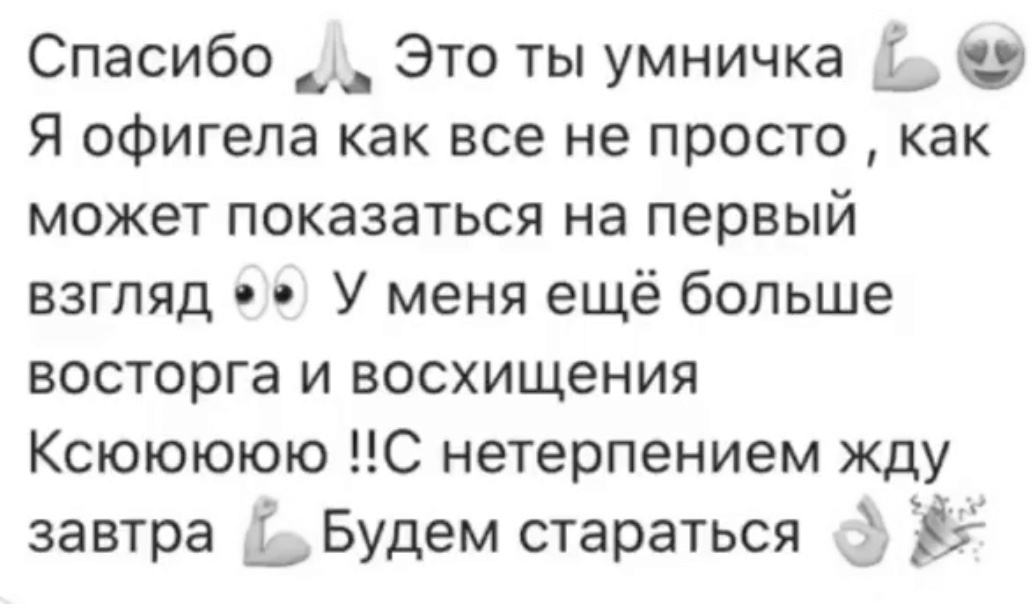 Спасибо 🙏 Это ты умничка 💪😍
Я офигела как все не просто , как
может показаться на первый
взгляд 👀 У меня ещё больше
восторга и восхищения
Ксюююююю !!С нетерпением жду
завтра 💪Будем стараться 👌🎉